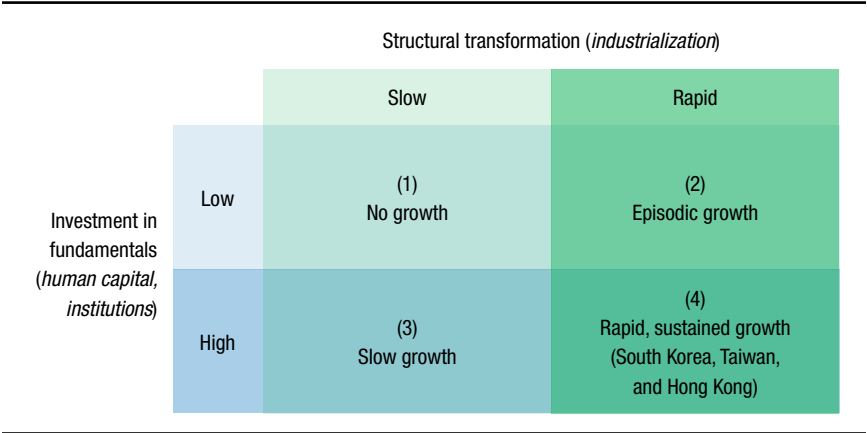 Structural transformation (industrialization)
Slow
Rapid
Investment in
fundamentals
(human capital,
institutions)
Low
(1)
No growth
(2)
Episodic growth
High
(3)
Slow growth
(4)
Rapid, sustained growth
(South Korea, Taiwan,
and Hong Kong)